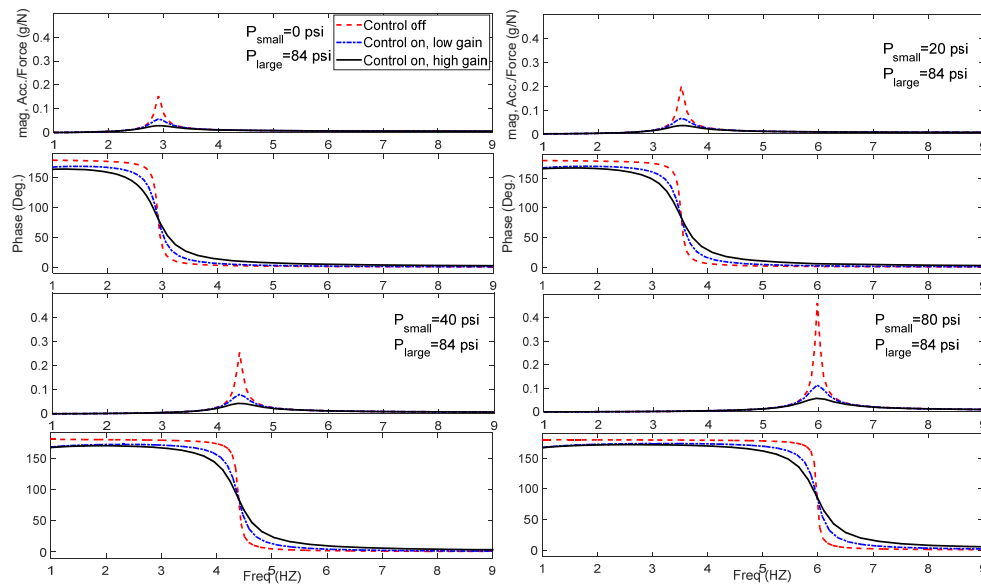 mag, Acc./Force (g/N)
0.4
0.3
0.2
0.1
0
P_small=0 psi
P_large=84 psi
Control off
Control on, low gain
Control on, high gain
1 2 3 4 5 6 7 8 9
mag, Acc./Force (g/N)
0.4
0.3
0.2
0.1
0
P_small=20 psi
P_large=84 psi
1 2 3 4 5 6 7 8 9
Phase (Deg.)
150
100
50
0
1 2 3 4 5 6 7 8 9
Phase (Deg.)
150
100
50
0
1 2 3 4 5 6 7 8 9
0.4
0.3
0.2
0.1
0
P_small=40 psi
P_large=84 psi
1 2 3 4 5 6 7 8 9
0.4
0.3
0.2
0.1
0
P_small=80 psi
P_large=84 psi
1 2 3 4 5 6 7 8 9
150
100
50
0
1 2 3 4 5 6 7 8 9
Freq (HZ)
150
100
50
0
1 2 3 4 5 6 7 8 9
Freq (HZ)